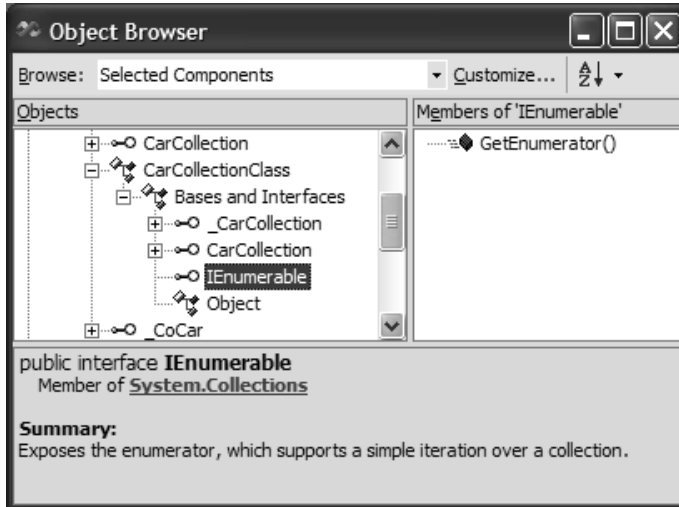 Object Browser
Browse: Selected Components Customize...
Objects
Members of 'IEnumerable'
CarCollection
GetEnumerator()
CarCollectionClass
Bases and Interfaces
_CarCollection
CarCollection
IEnumerable
Object
_CoCar
public interface IEnumerable
Member of System.Collections
Summary:
Exposes the enumerator, which supports a simple iteration over a collection.